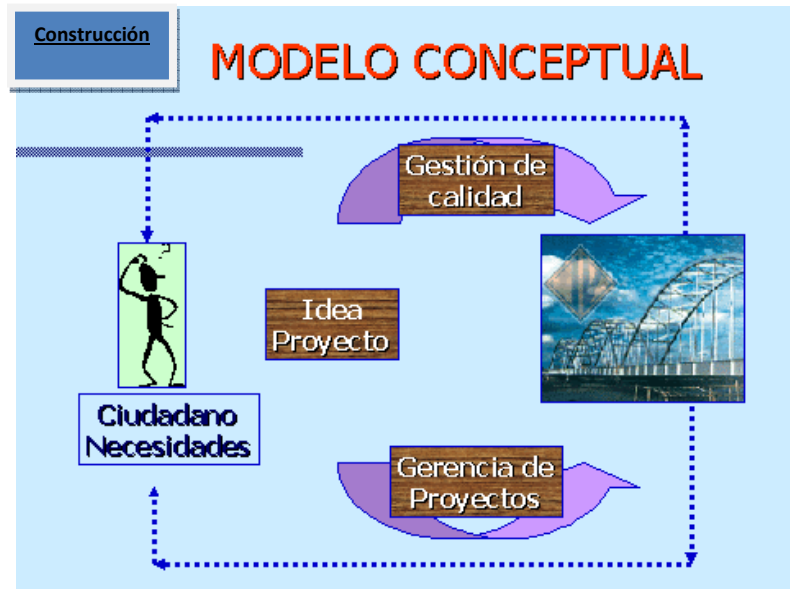 Construcción
MODELO CONCEPTUAL
Gestión de
calidad
Idea
Proyecto
Ciudadano
Necesidades
Gerencia de
Proyectos